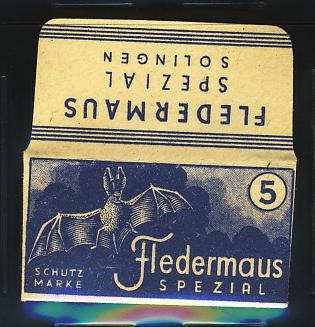 FLEDERMAUS
SPEZIAL
SOLINGEN
5
Fledermaus
SPEZIAL
SCHUTZ
MARKE